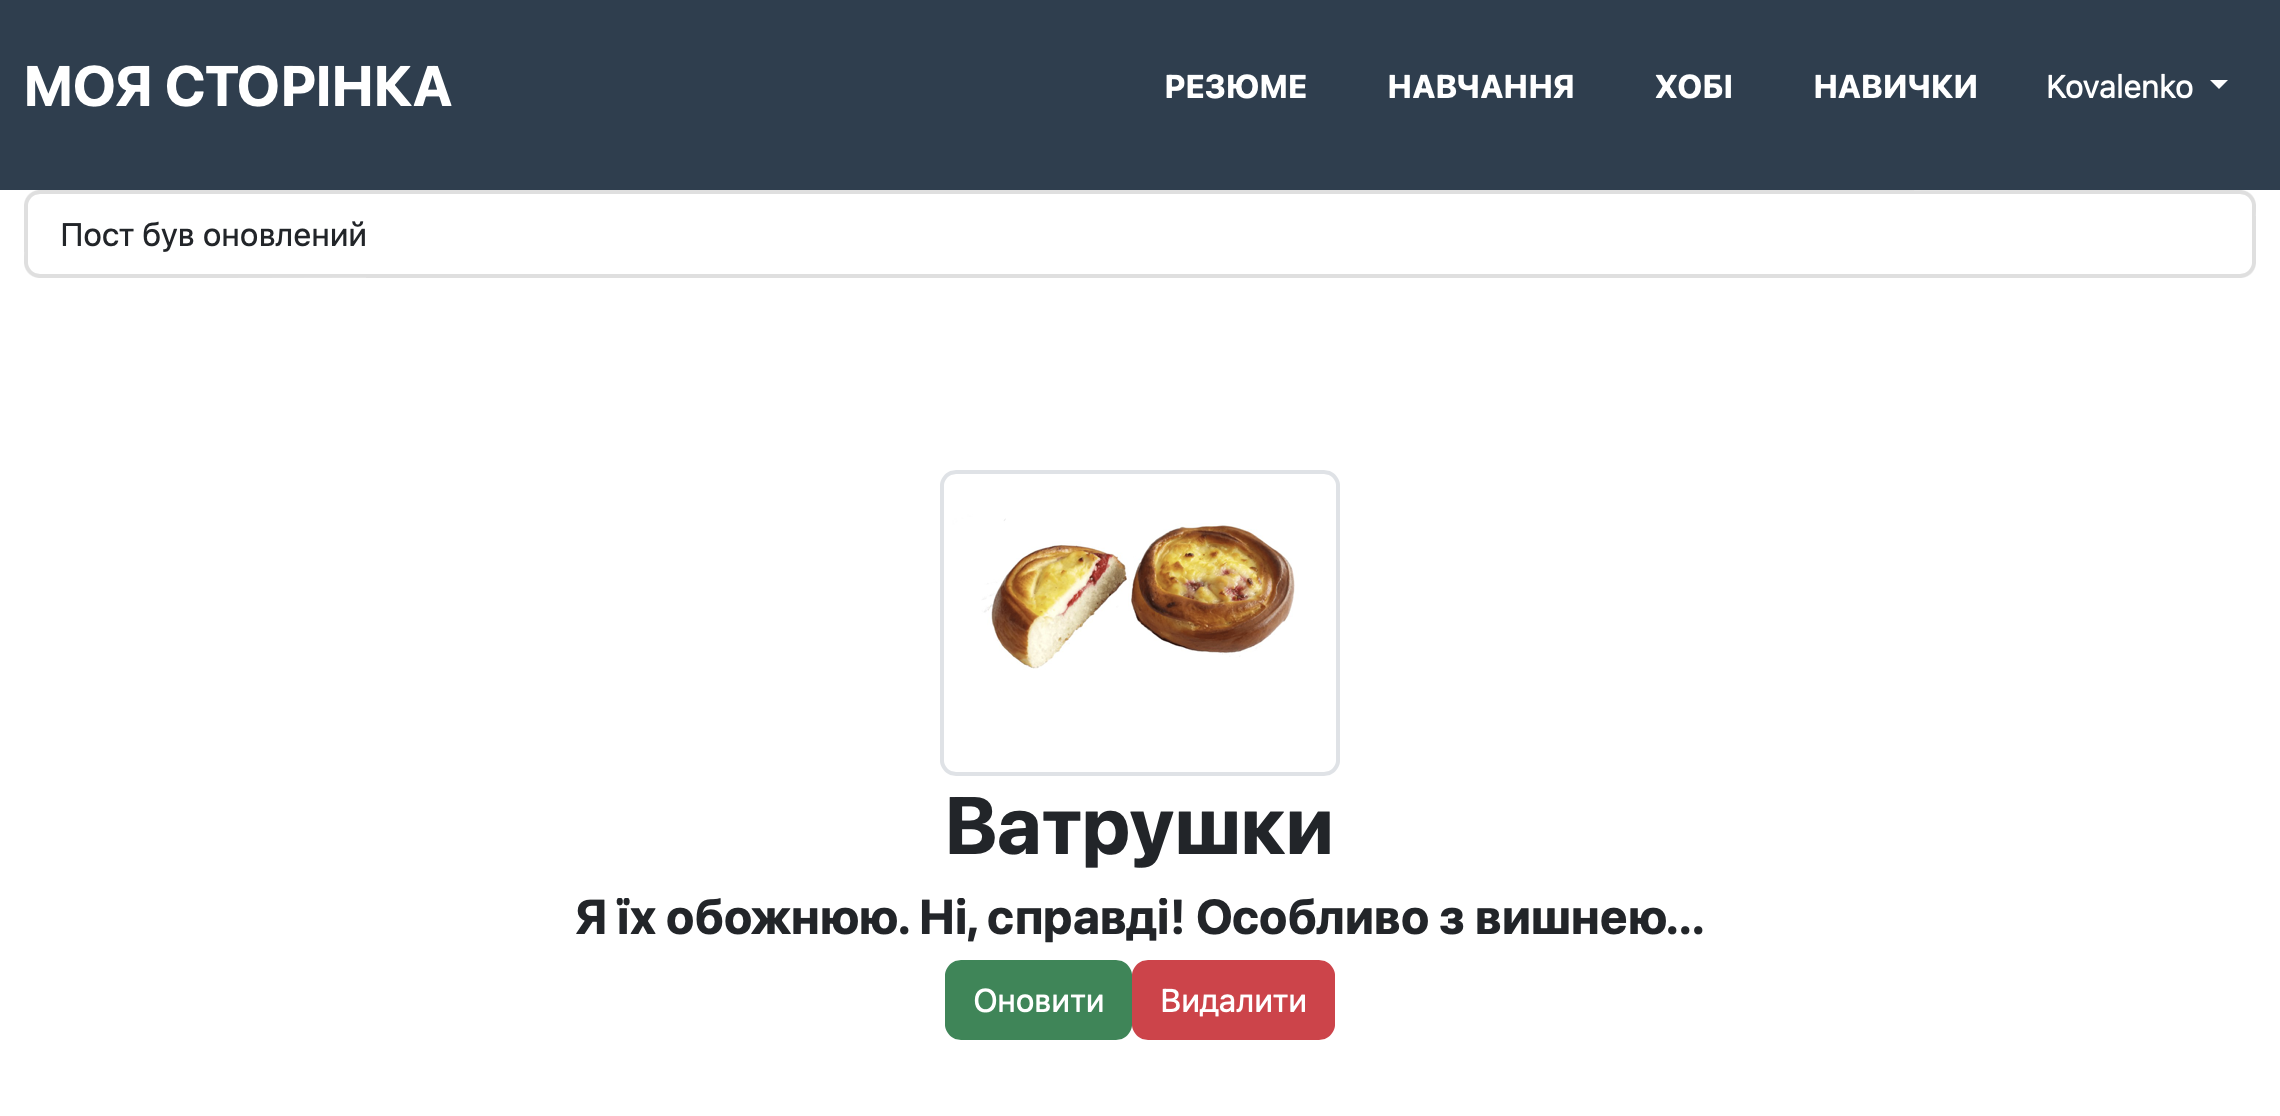 МОЯ СТОРІНКА РЕЗЮМЕ НАВЧАННЯ ХОБІ НАВИЧКИ Kovalenko
Пост був оновлений
Ватрушки
Я їх обожнюю. Ні, справді! Особливо з вишнею...
Оновити Видалити